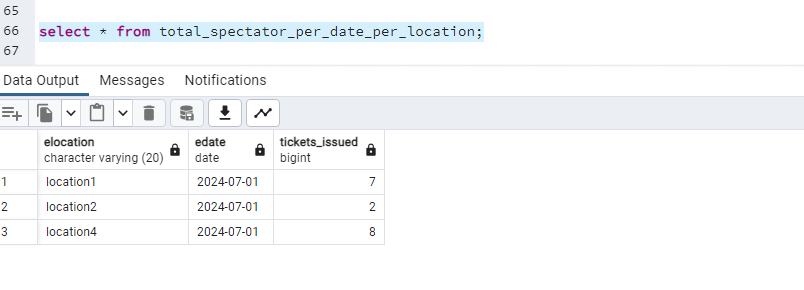 65
66 select * from total_spectator_per_date_per_location;
67
Data Output Messages Notifications
elocation edate tickets_issued
character varying (20) date bigint
1 location1 2024-07-01 7
2 location2 2024-07-01 2
3 location4 2024-07-01 8